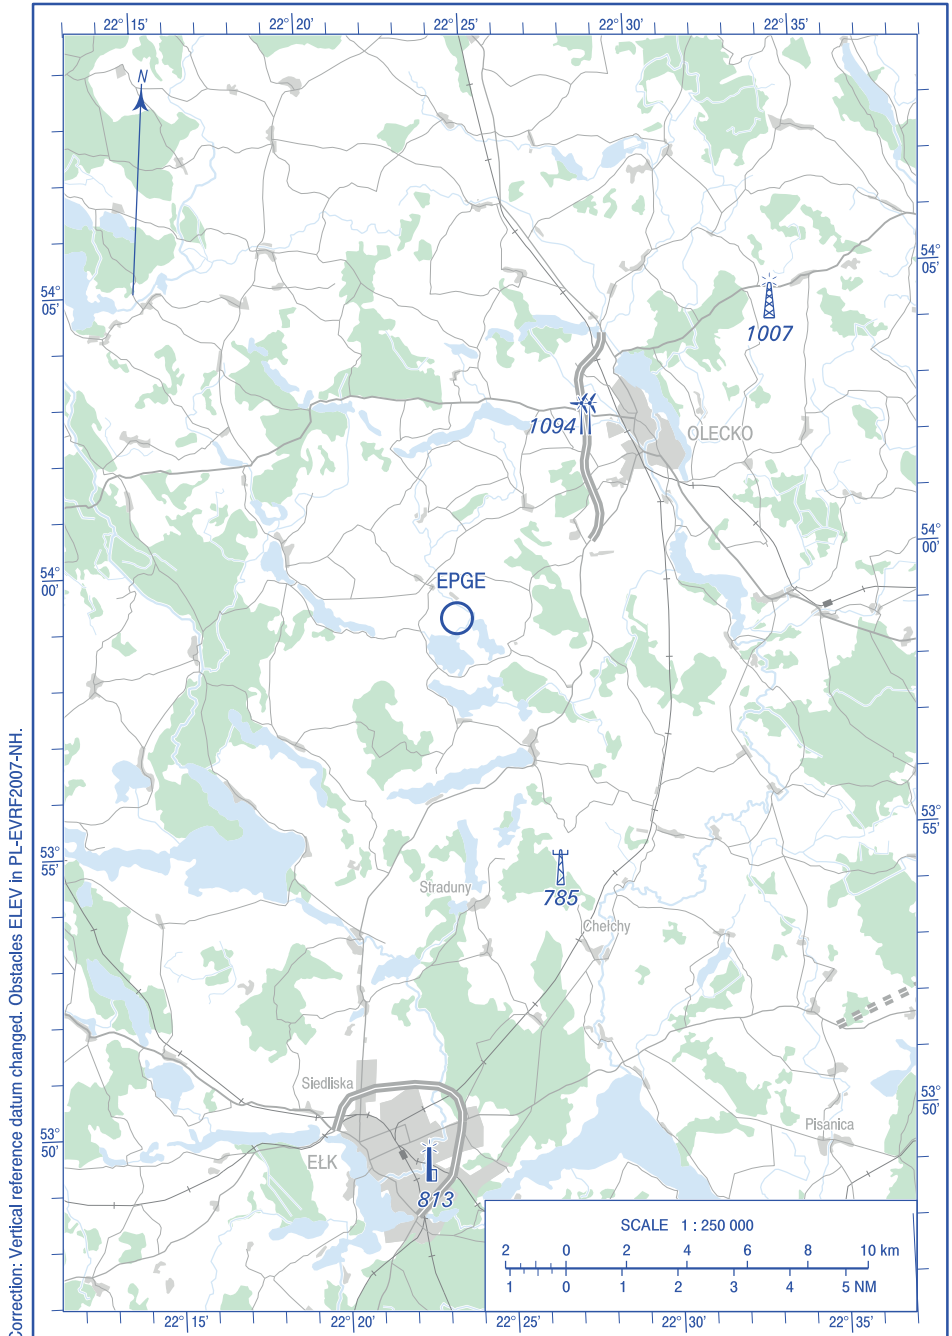 22° 15'
22° 20'
22° 25'
22° 30'
22° 35'
N
54°
05'
54°
05'
1007
1094
OLECKO
54°
00'
54°
00'
EPGE
53°
55'
53°
55'
Straduny
785
Chełchy
53°
50'
53°
50'
Siedliska
Pisanica
EŁK
813
SCALE 1 : 250 000
2 0 2 4 6 8 10 km
1 0 1 2 3 4 5 NM
22° 15'
22° 20'
22° 25'
22° 30'
22° 35'
Correction: Vertical reference datum changed. Obstacles ELEV in PL-EVRF2007-NH.